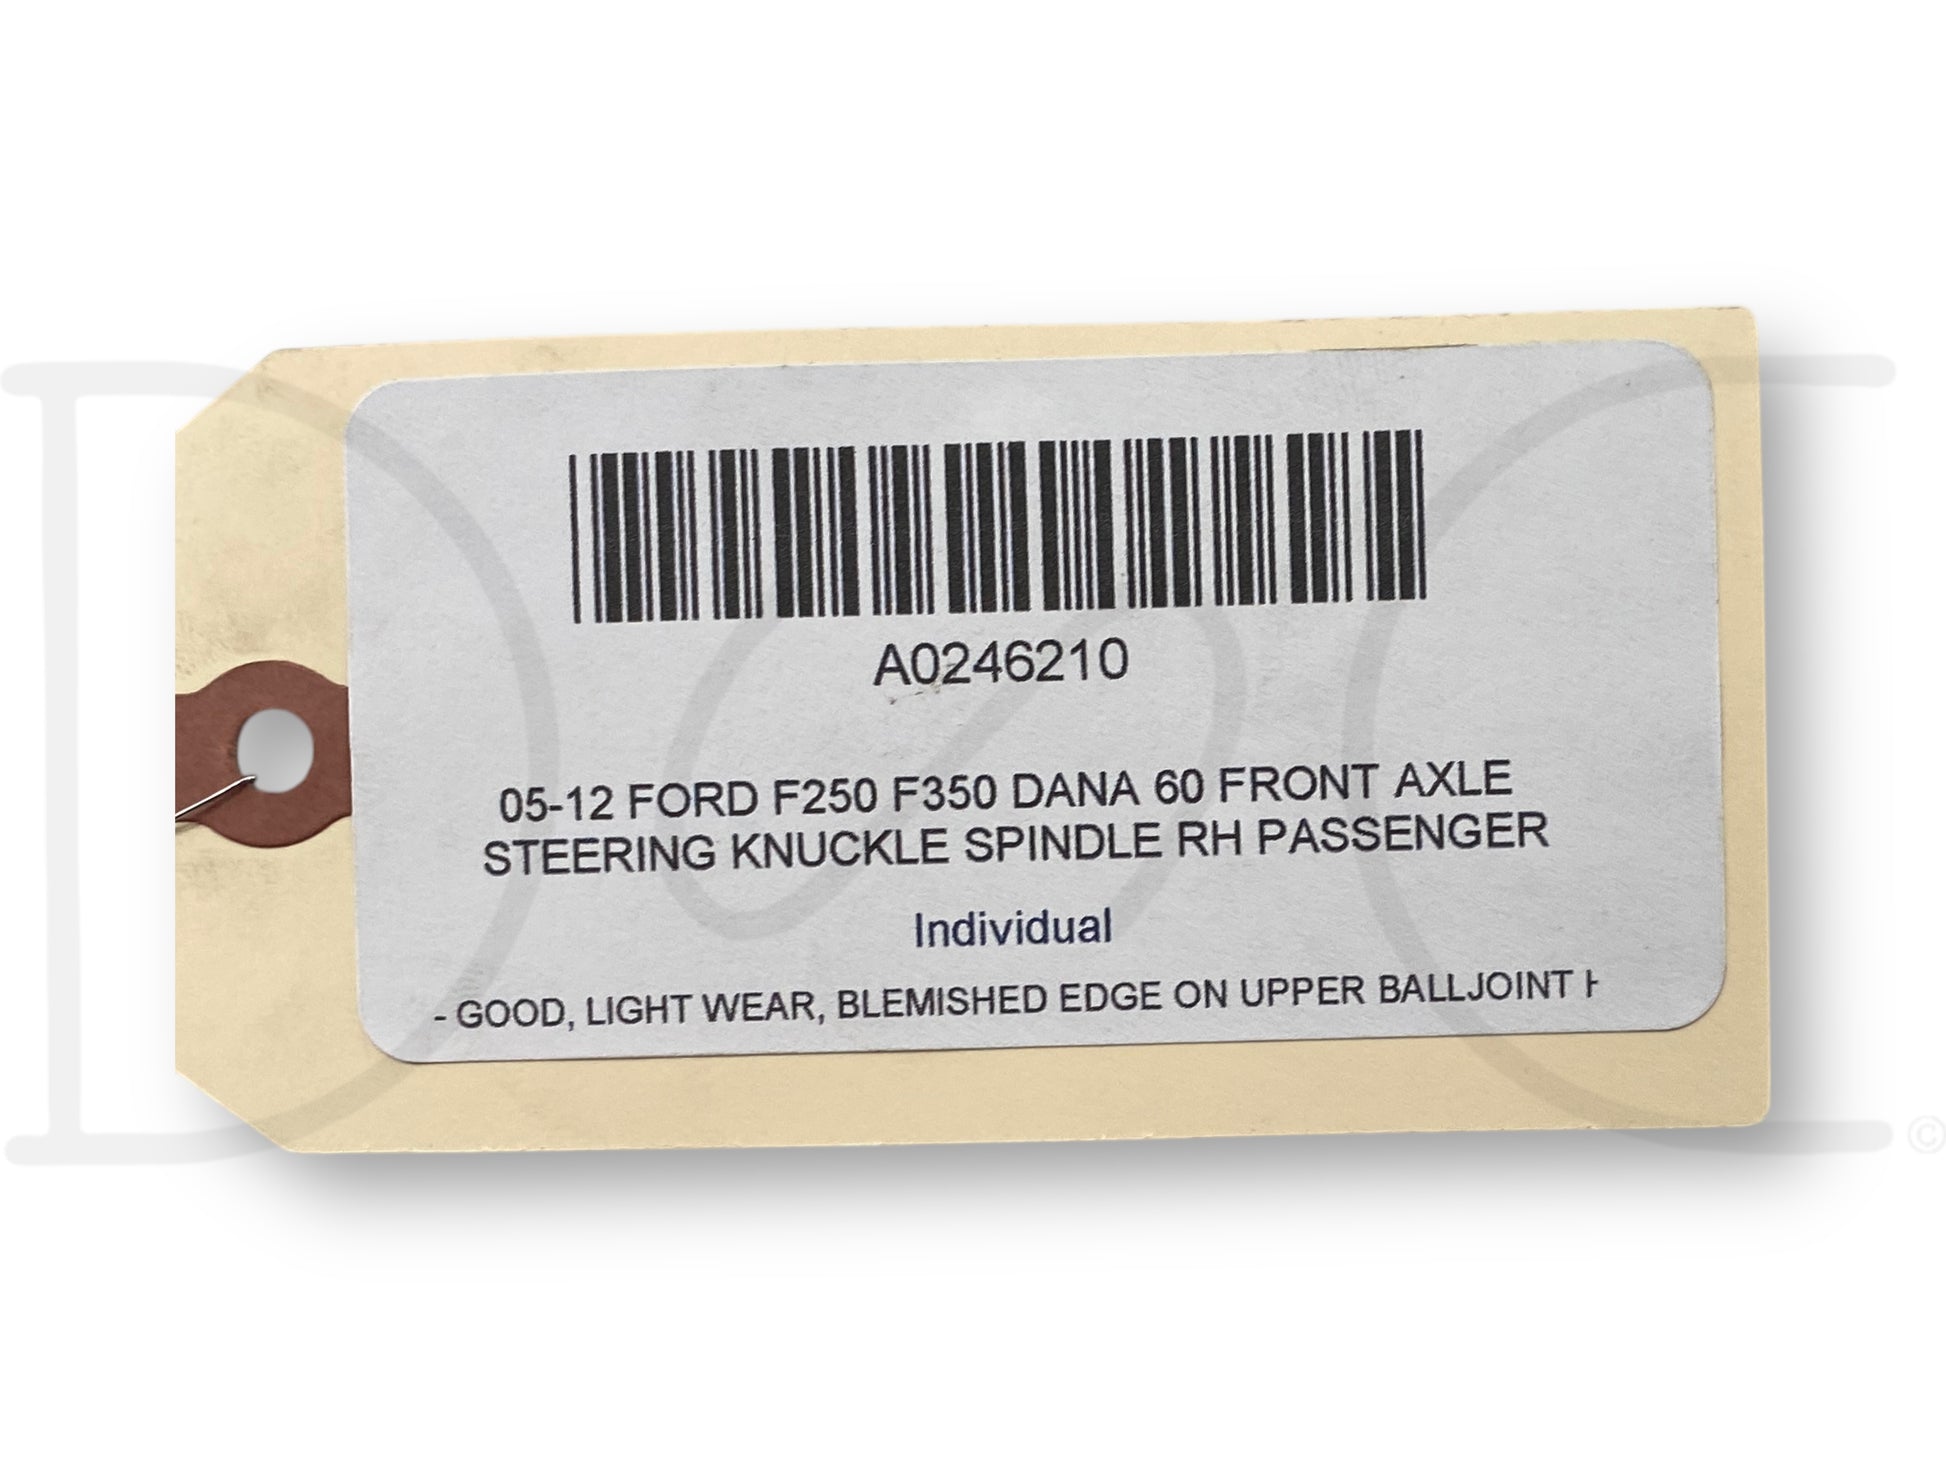 A0246210
05-12 FORD F250 F350 DANA 60 FRONT AXLE
STEERING KNUCKLE SPINDLE RH PASSENGER
Individual
- GOOD, LIGHT WEAR, BLEMISHED EDGE ON UPPER BALLJOINT
D
C
©